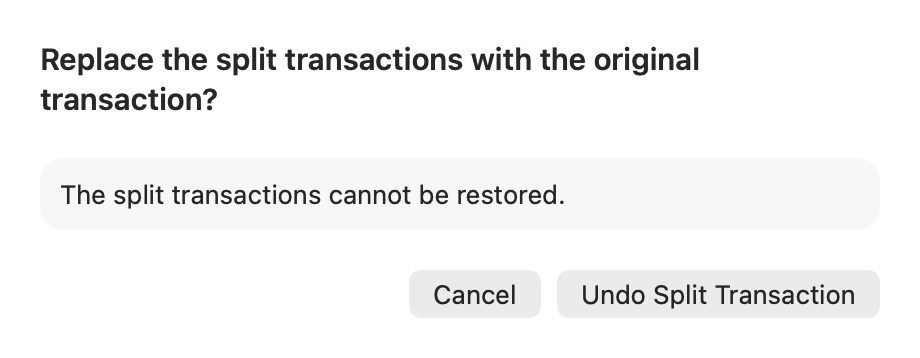 Replace the split transactions with the original
transaction?
The split transactions cannot be restored.
Cancel Undo Split Transaction